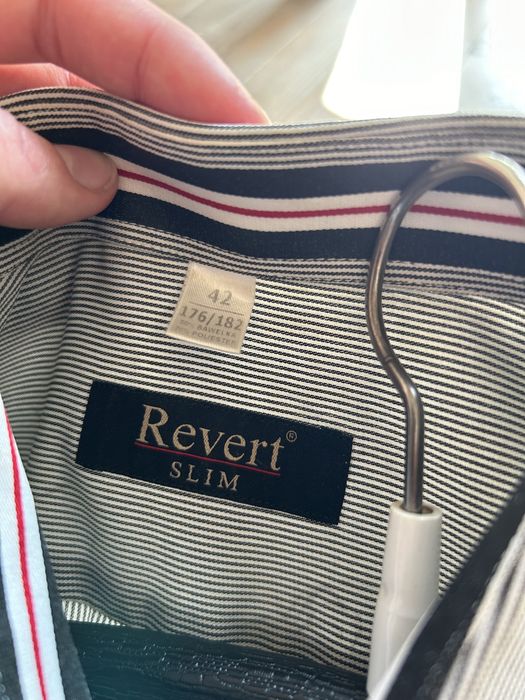 42
176/182
BAWEŁNA
POLIESTER
Revert®
SLIM